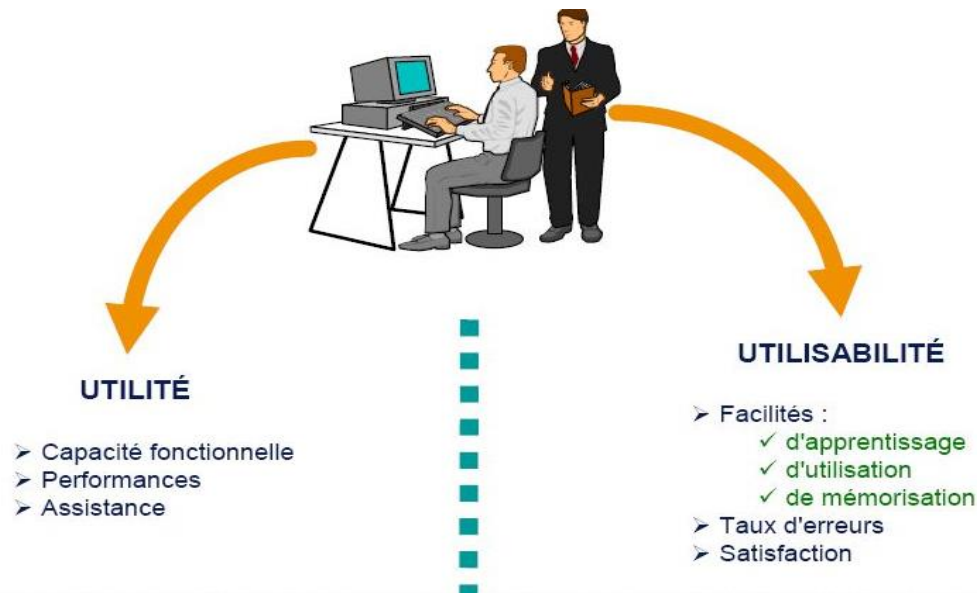 UTILITÉ
➢ Capacité fonctionnelle
➢ Performances
➢ Assistance
UTILISABILITÉ
➢ Facilités :
✓ d'apprentissage
✓ d'utilisation
✓ de mémorisation
➢ Taux d'erreurs
➢ Satisfaction